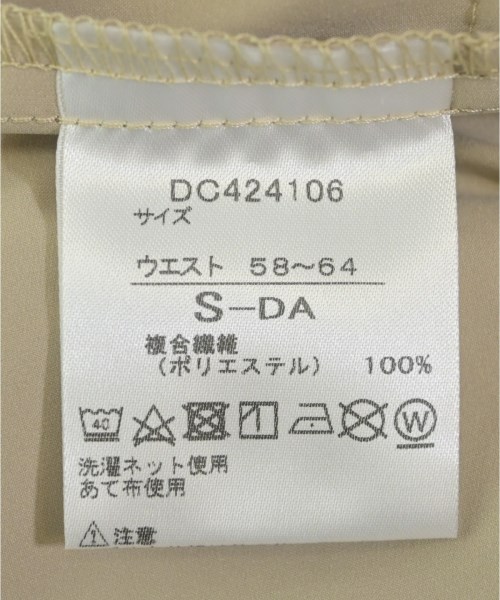 DC424106
サイズ
ウエスト 58～64
S-DA
複合繊維
(ポリエステル) 100%
40 W
洗濯ネット使用
あて布使用
注意